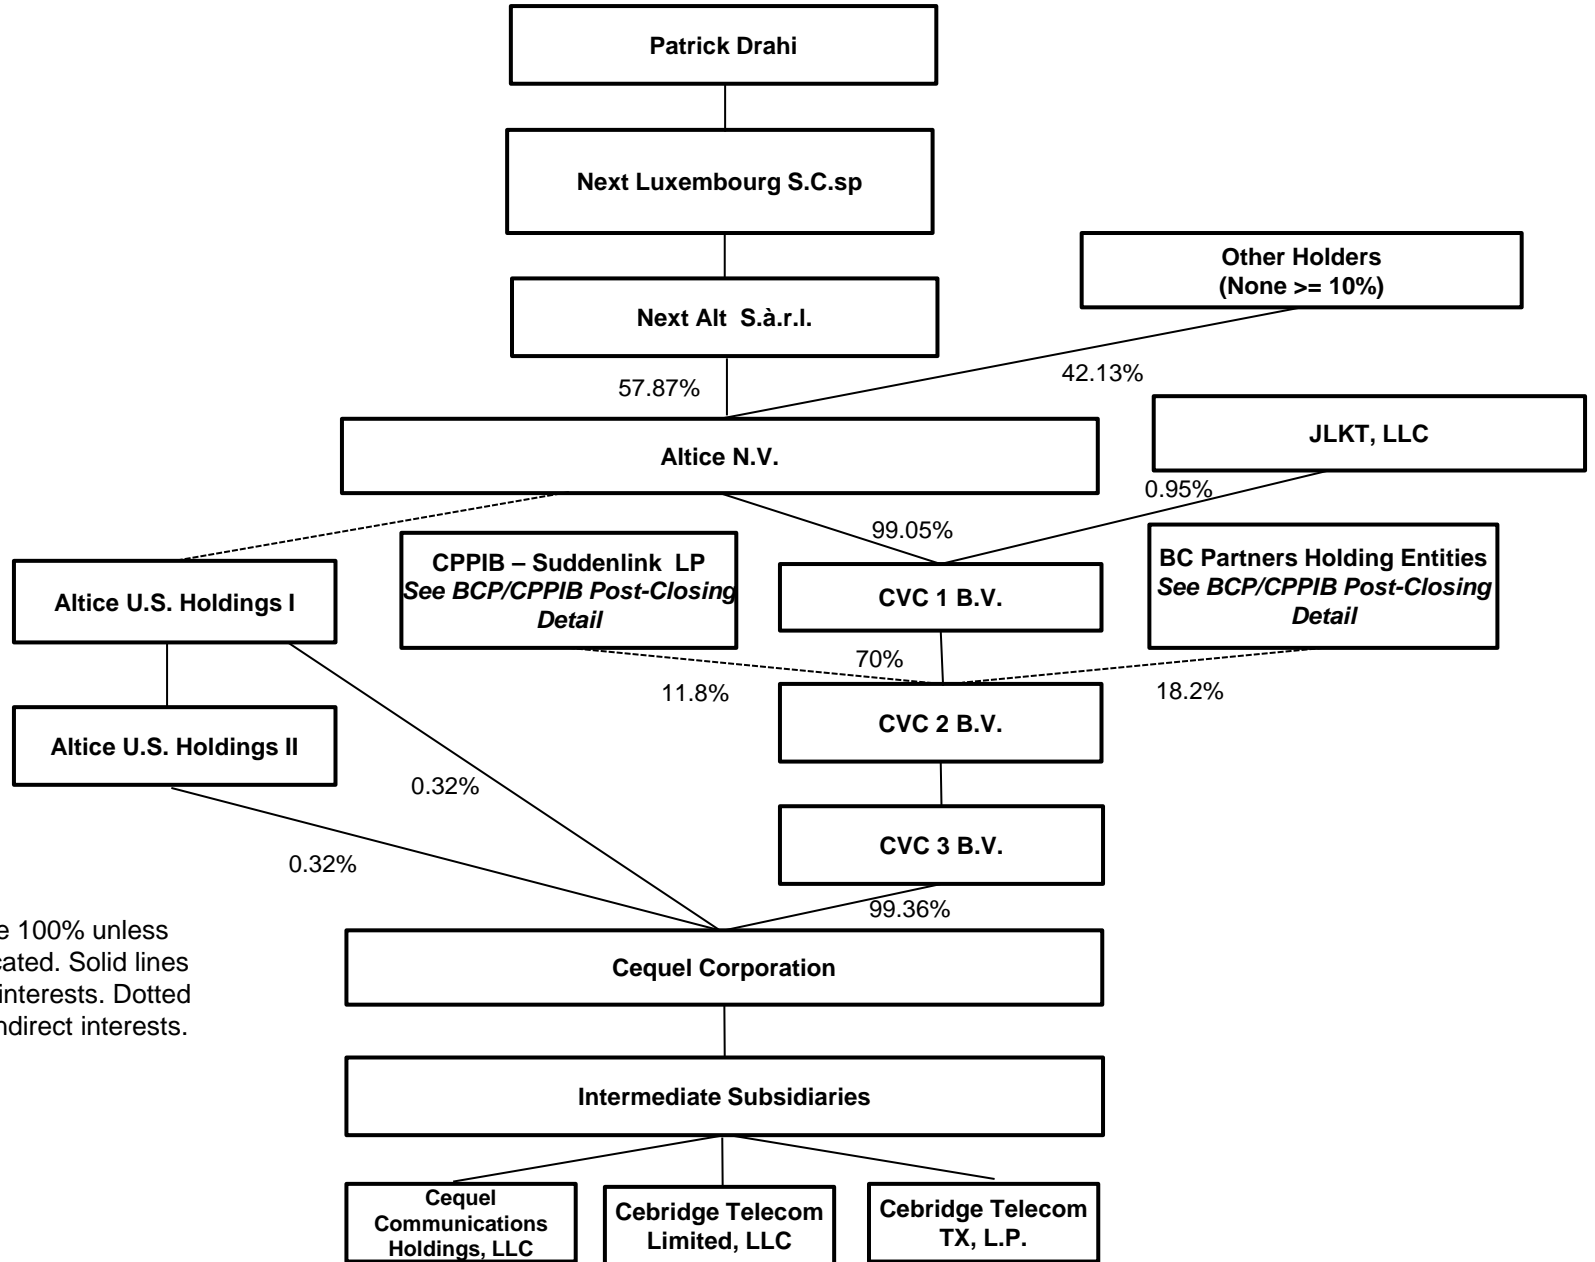 Patrick Drahi
Next Luxembourg S.C.sp
Other Holders
(None >= 10%)
Next Alt S.à.r.l.
57.87%
42.13%
JLKT, LLC
Altice N.V.
0.95%
99.05%
CPPIB – Suddenlink LP
See BCP/CPPIB Post-Closing
Detail
BC Partners Holding Entities
See BCP/CPPIB Post-Closing
Detail
Altice U.S. Holdings I
CVC 1 B.V.
70%
11.8%
18.2%
CVC 2 B.V.
Altice U.S. Holdings II
0.32%
CVC 3 B.V.
0.32%
99.36%
e 100% unless
cated. Solid lines
interests. Dotted
ndirect interests.
Cequel Corporation
Intermediate Subsidiaries
Cequel
Communications
Holdings, LLC
Cebridge Telecom
Limited, LLC
Cebridge Telecom
TX, L.P.